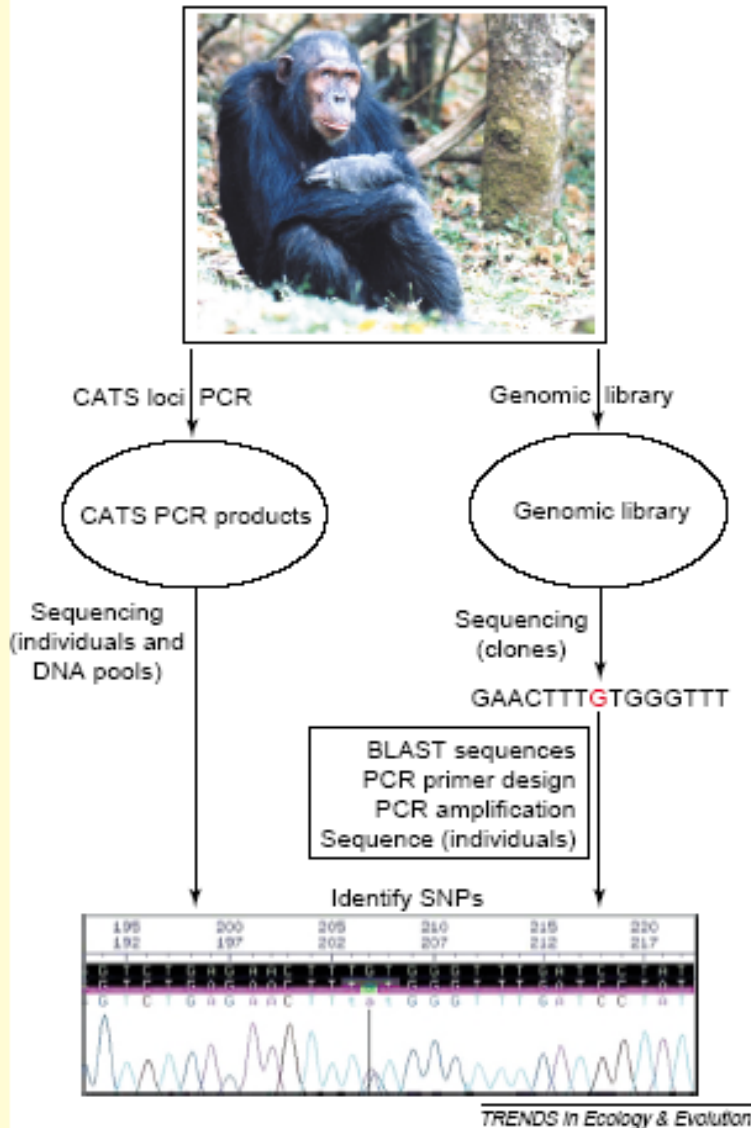 CATS loci PCR
Genomic library
CATS PCR products
Genomic library
Sequencing
(individuals and
DNA pools)
Sequencing
(clones)
GAACTTTGTGGGTTT
BLAST sequences
PCR primer design
PCR amplification
Sequence (individuals)
Identify SNPs
195 200 205 210 215 220
192 197 202 207 212 217
G T C T G A G A A C T T T a t G G G T T T G A T C C T A T
TRENDS in Ecology & Evolution